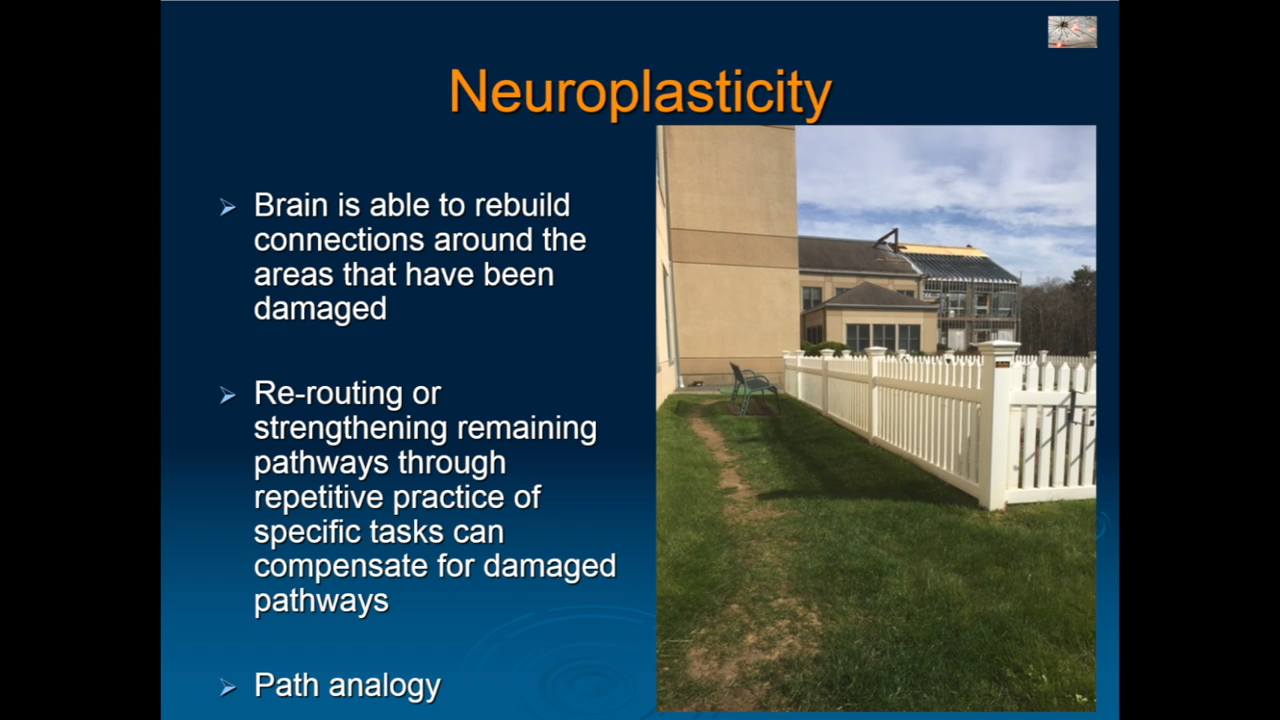 Neuroplasticity
Brain is able to rebuild
connections around the
areas that have been
damaged
Re-routing or
strengthening remaining
pathways through
repetitive practice of
specific tasks can
compensate for damaged
pathways
Path analogy